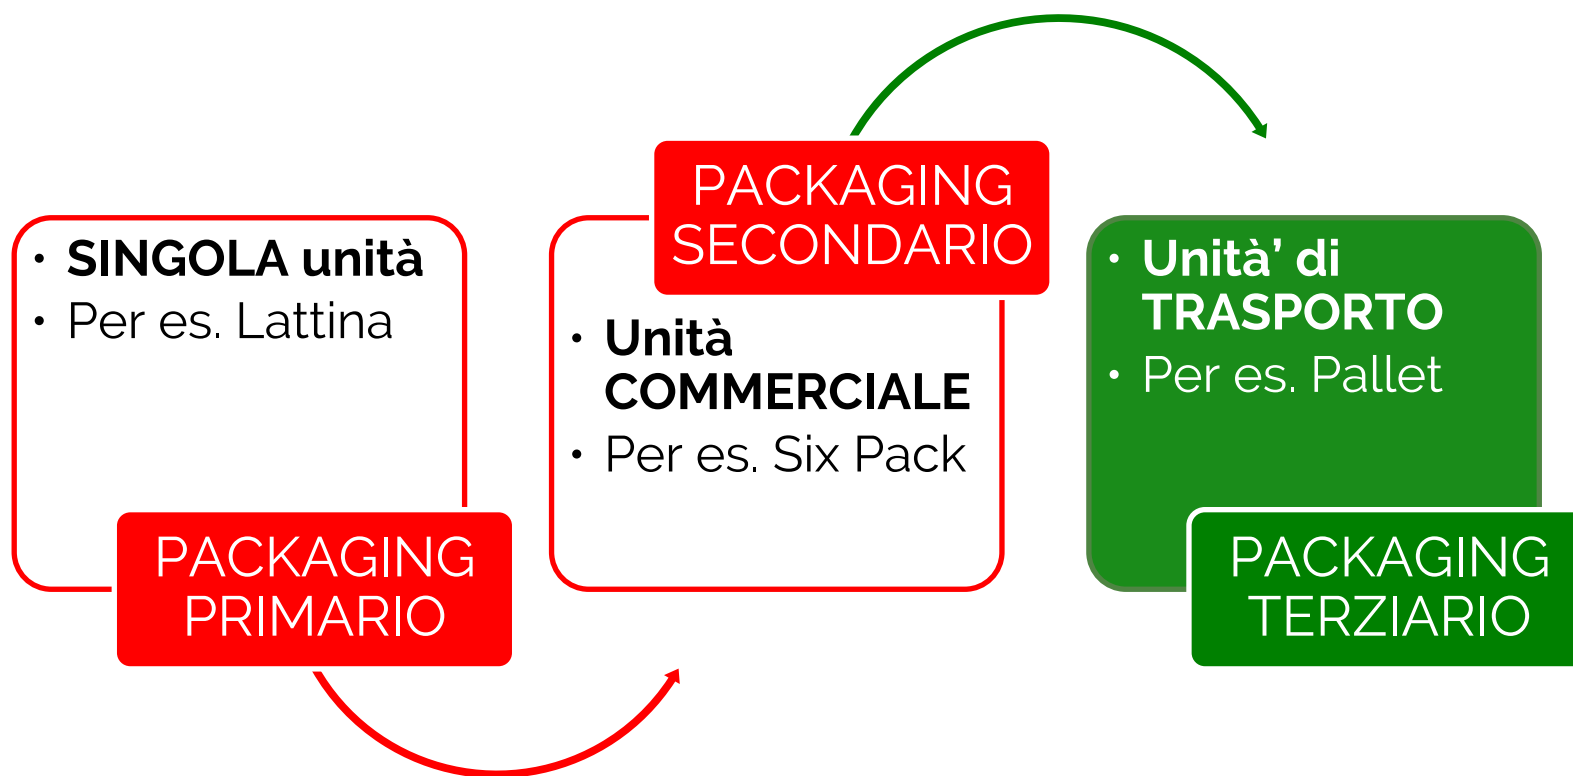 • SINGOLA unità
• Per es. Lattina
PACKAGING
PRIMARIO
PACKAGING
SECONDARIO
• Unità
COMMERCIALE
• Per es. Six Pack
• Unità’ di
TRASPORTO
• Per es. Pallet
PACKAGING
TERZIARIO